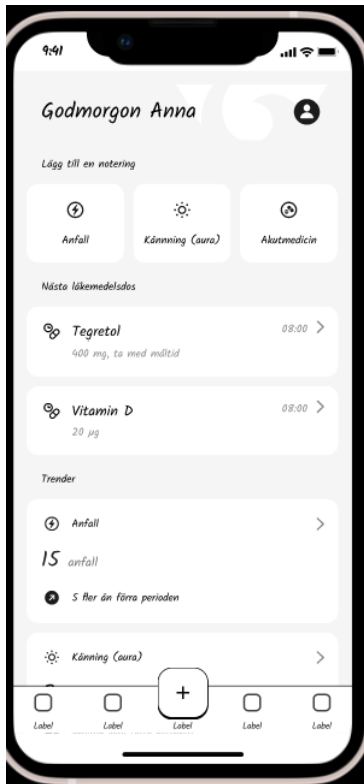 9:41
Godmorgon Anna
Lägg till en notering
Anfall
Kännning (aura)
Akutmedicin
Nästa läkemedelsdos
Tegretol
08:00
400 mg, ta med måltid
Vitamin D
08:00
20 µg
Trender
Anfall
15 anfall
5 fler än förra perioden
Känning (aura)
Label
Label
Label
Label
Label